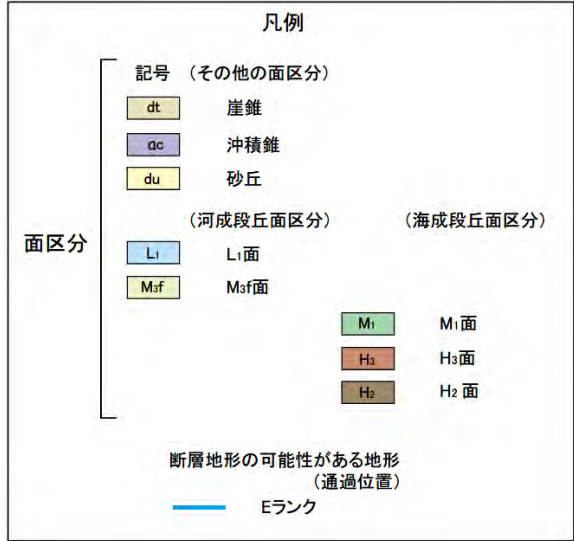 凡例
記号 （その他の面区分）
dt 崖錐
ac 沖積錐
du 砂丘
（河成段丘面区分） （海成段丘面区分）
面区分
L1 L1面
M3f M3f面
M1 M1面
H3 H3面
H2 H2 面
断層地形の可能性がある地形
（通過位置）
Eランク